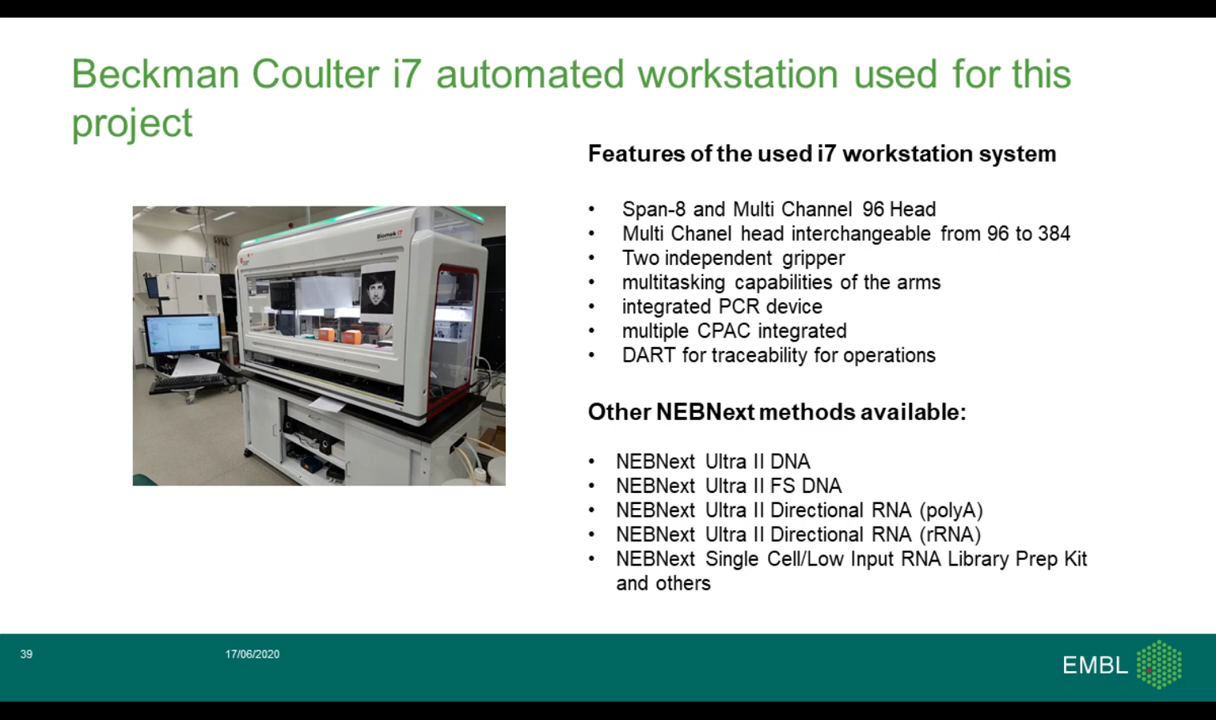 Beckman Coulter i7 automated workstation used for this
project
Features of the used i7 workstation system
• Span-8 and Multi Channel 96 Head
• Multi Chanel head interchangeable from 96 to 384
• Two independent gripper
• multitasking capabilities of the arms
• integrated PCR device
• multiple CPAC integrated
• DART for traceability for operations
Biomek i7
Other NEBNext methods available:
• NEBNext Ultra II DNA
• NEBNext Ultra II FS DNA
• NEBNext Ultra II Directional RNA (polyA)
• NEBNext Ultra II Directional RNA (rRNA)
• NEBNext Single Cell/Low Input RNA Library Prep Kit
and others
39
17/06/2020
EMBL